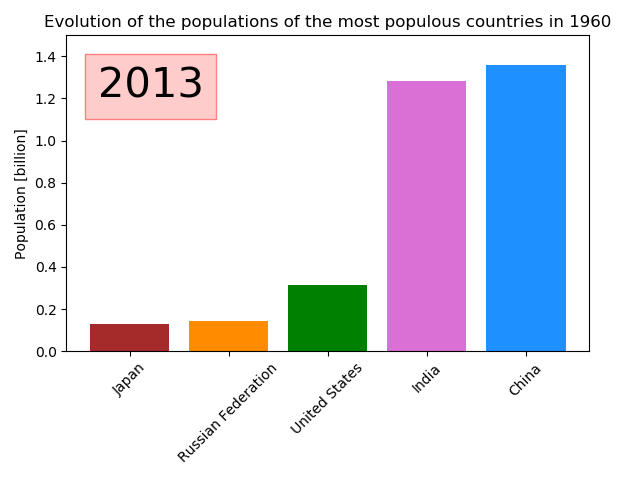 Evolution of the populations of the most populous countries in 1960
2013
Population [billion]
1.4
1.2
1.0
0.8
0.6
0.4
0.2
0.0
Japan
Russian Federation
United States
India
China